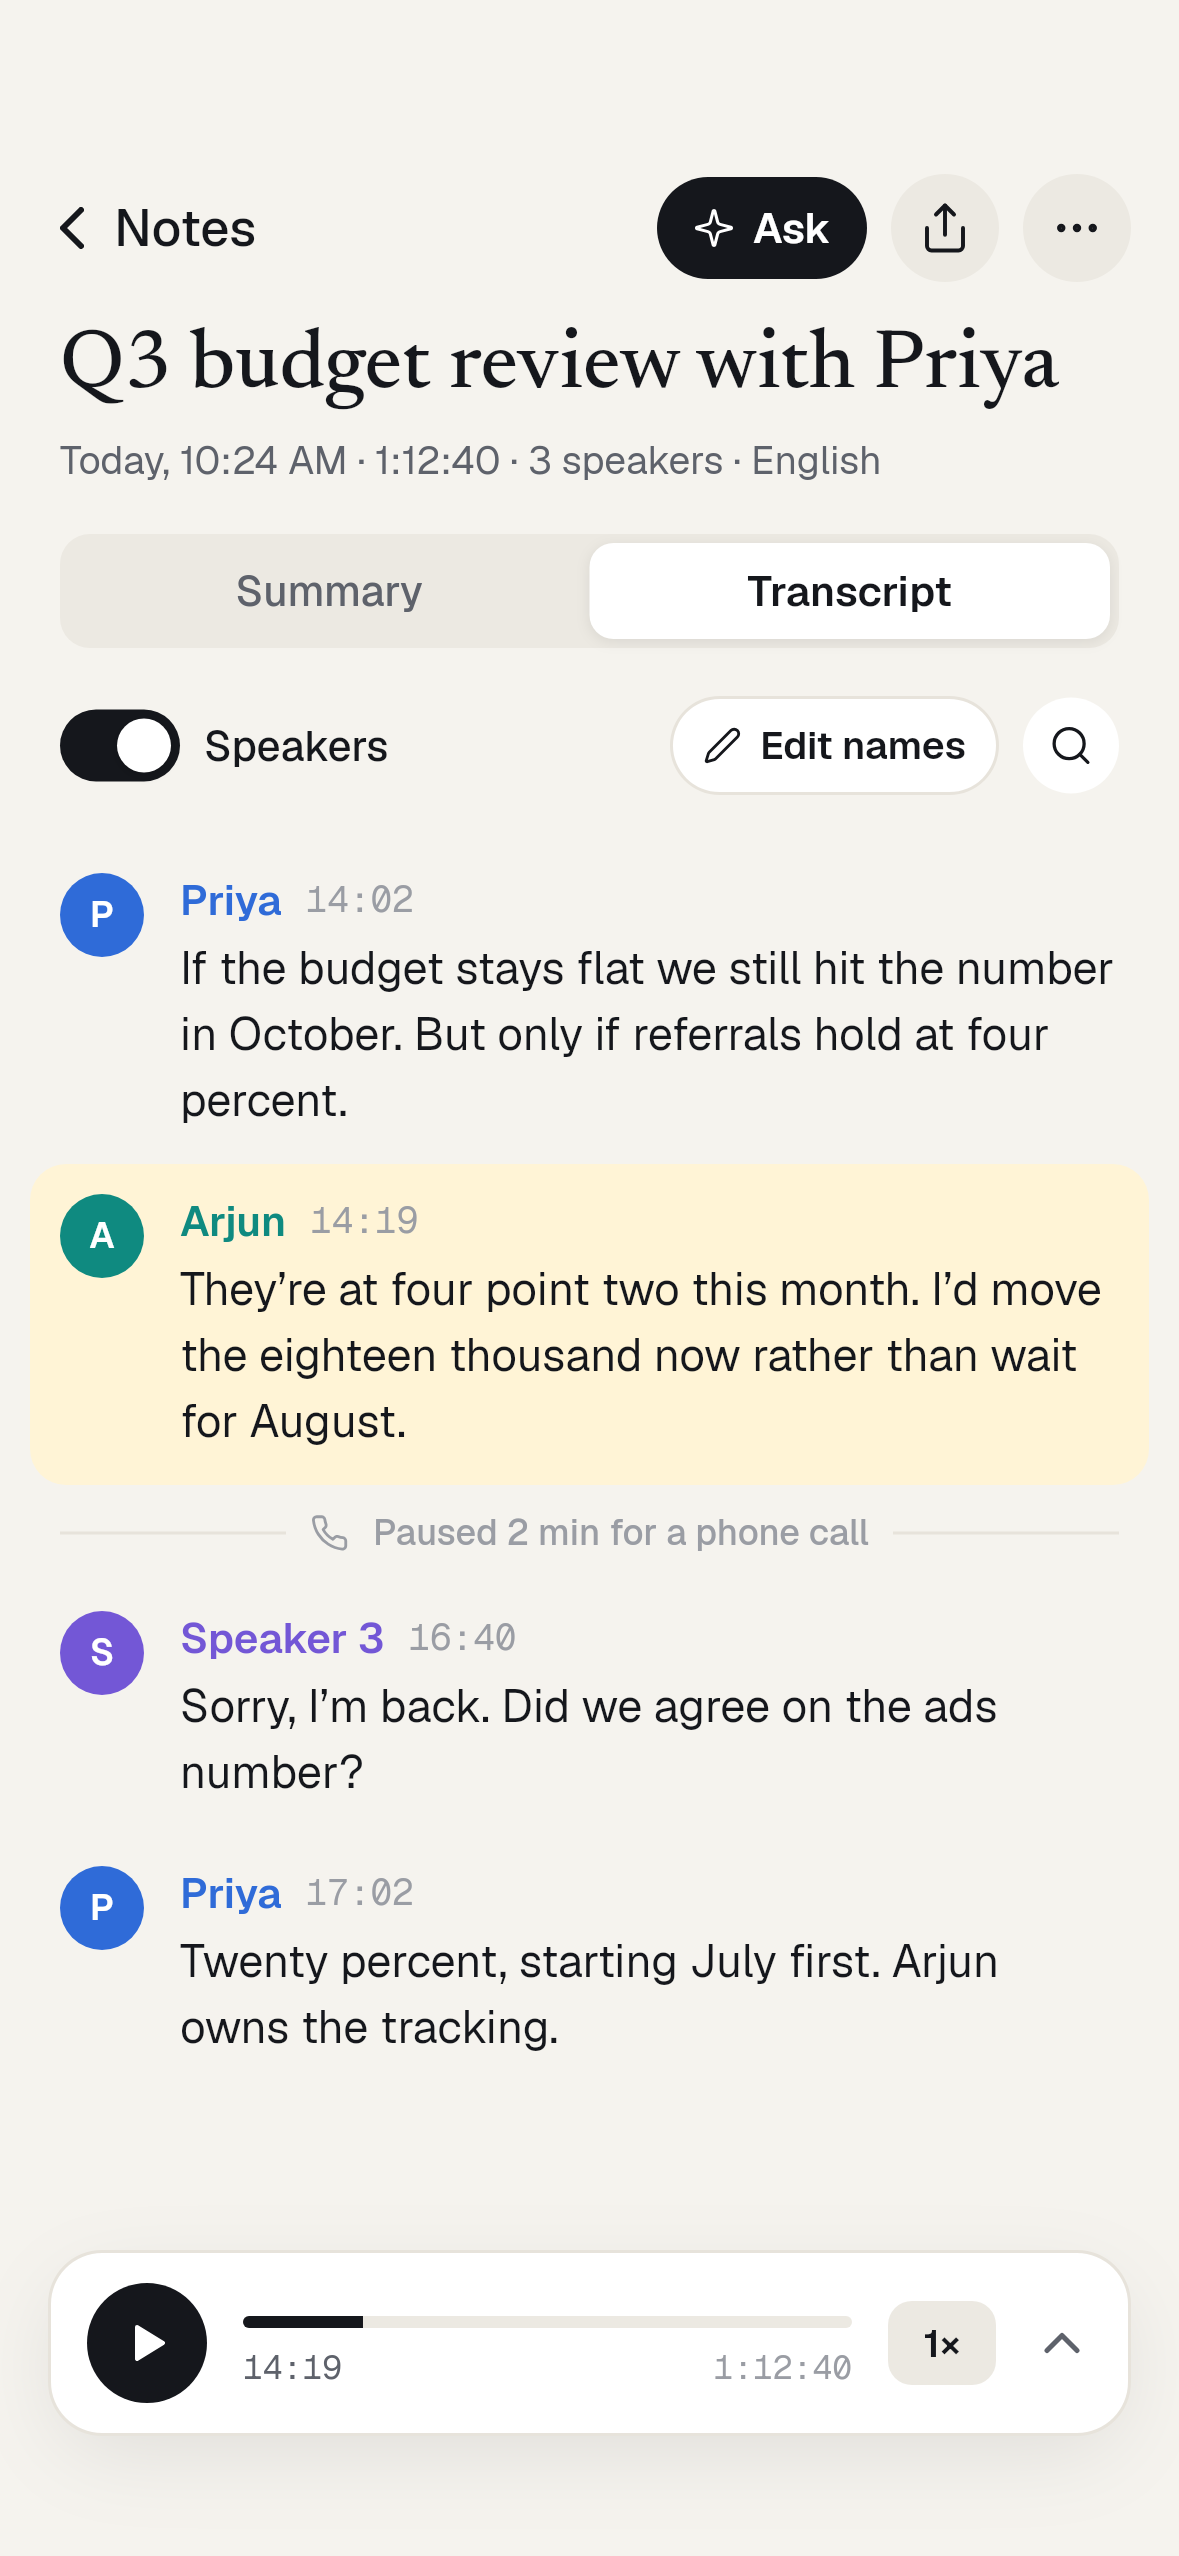 Notes
Ask
Q3 budget review with Priya
Today, 10:24 AM · 1:12:40 · 3 speakers · English
Summary
Transcript
Speakers
Edit names
P
Priya 14:02
If the budget stays flat we still hit the number
in October. But only if referrals hold at four
percent.
A
Arjun 14:19
They’re at four point two this month. I’d move
the eighteen thousand now rather than wait
for August.
Paused 2 min for a phone call
S
Speaker 3 16:40
Sorry, I’m back. Did we agree on the ads
number?
P
Priya 17:02
Twenty percent, starting July first. Arjun
owns the tracking.
14:19
1:12:40
1×